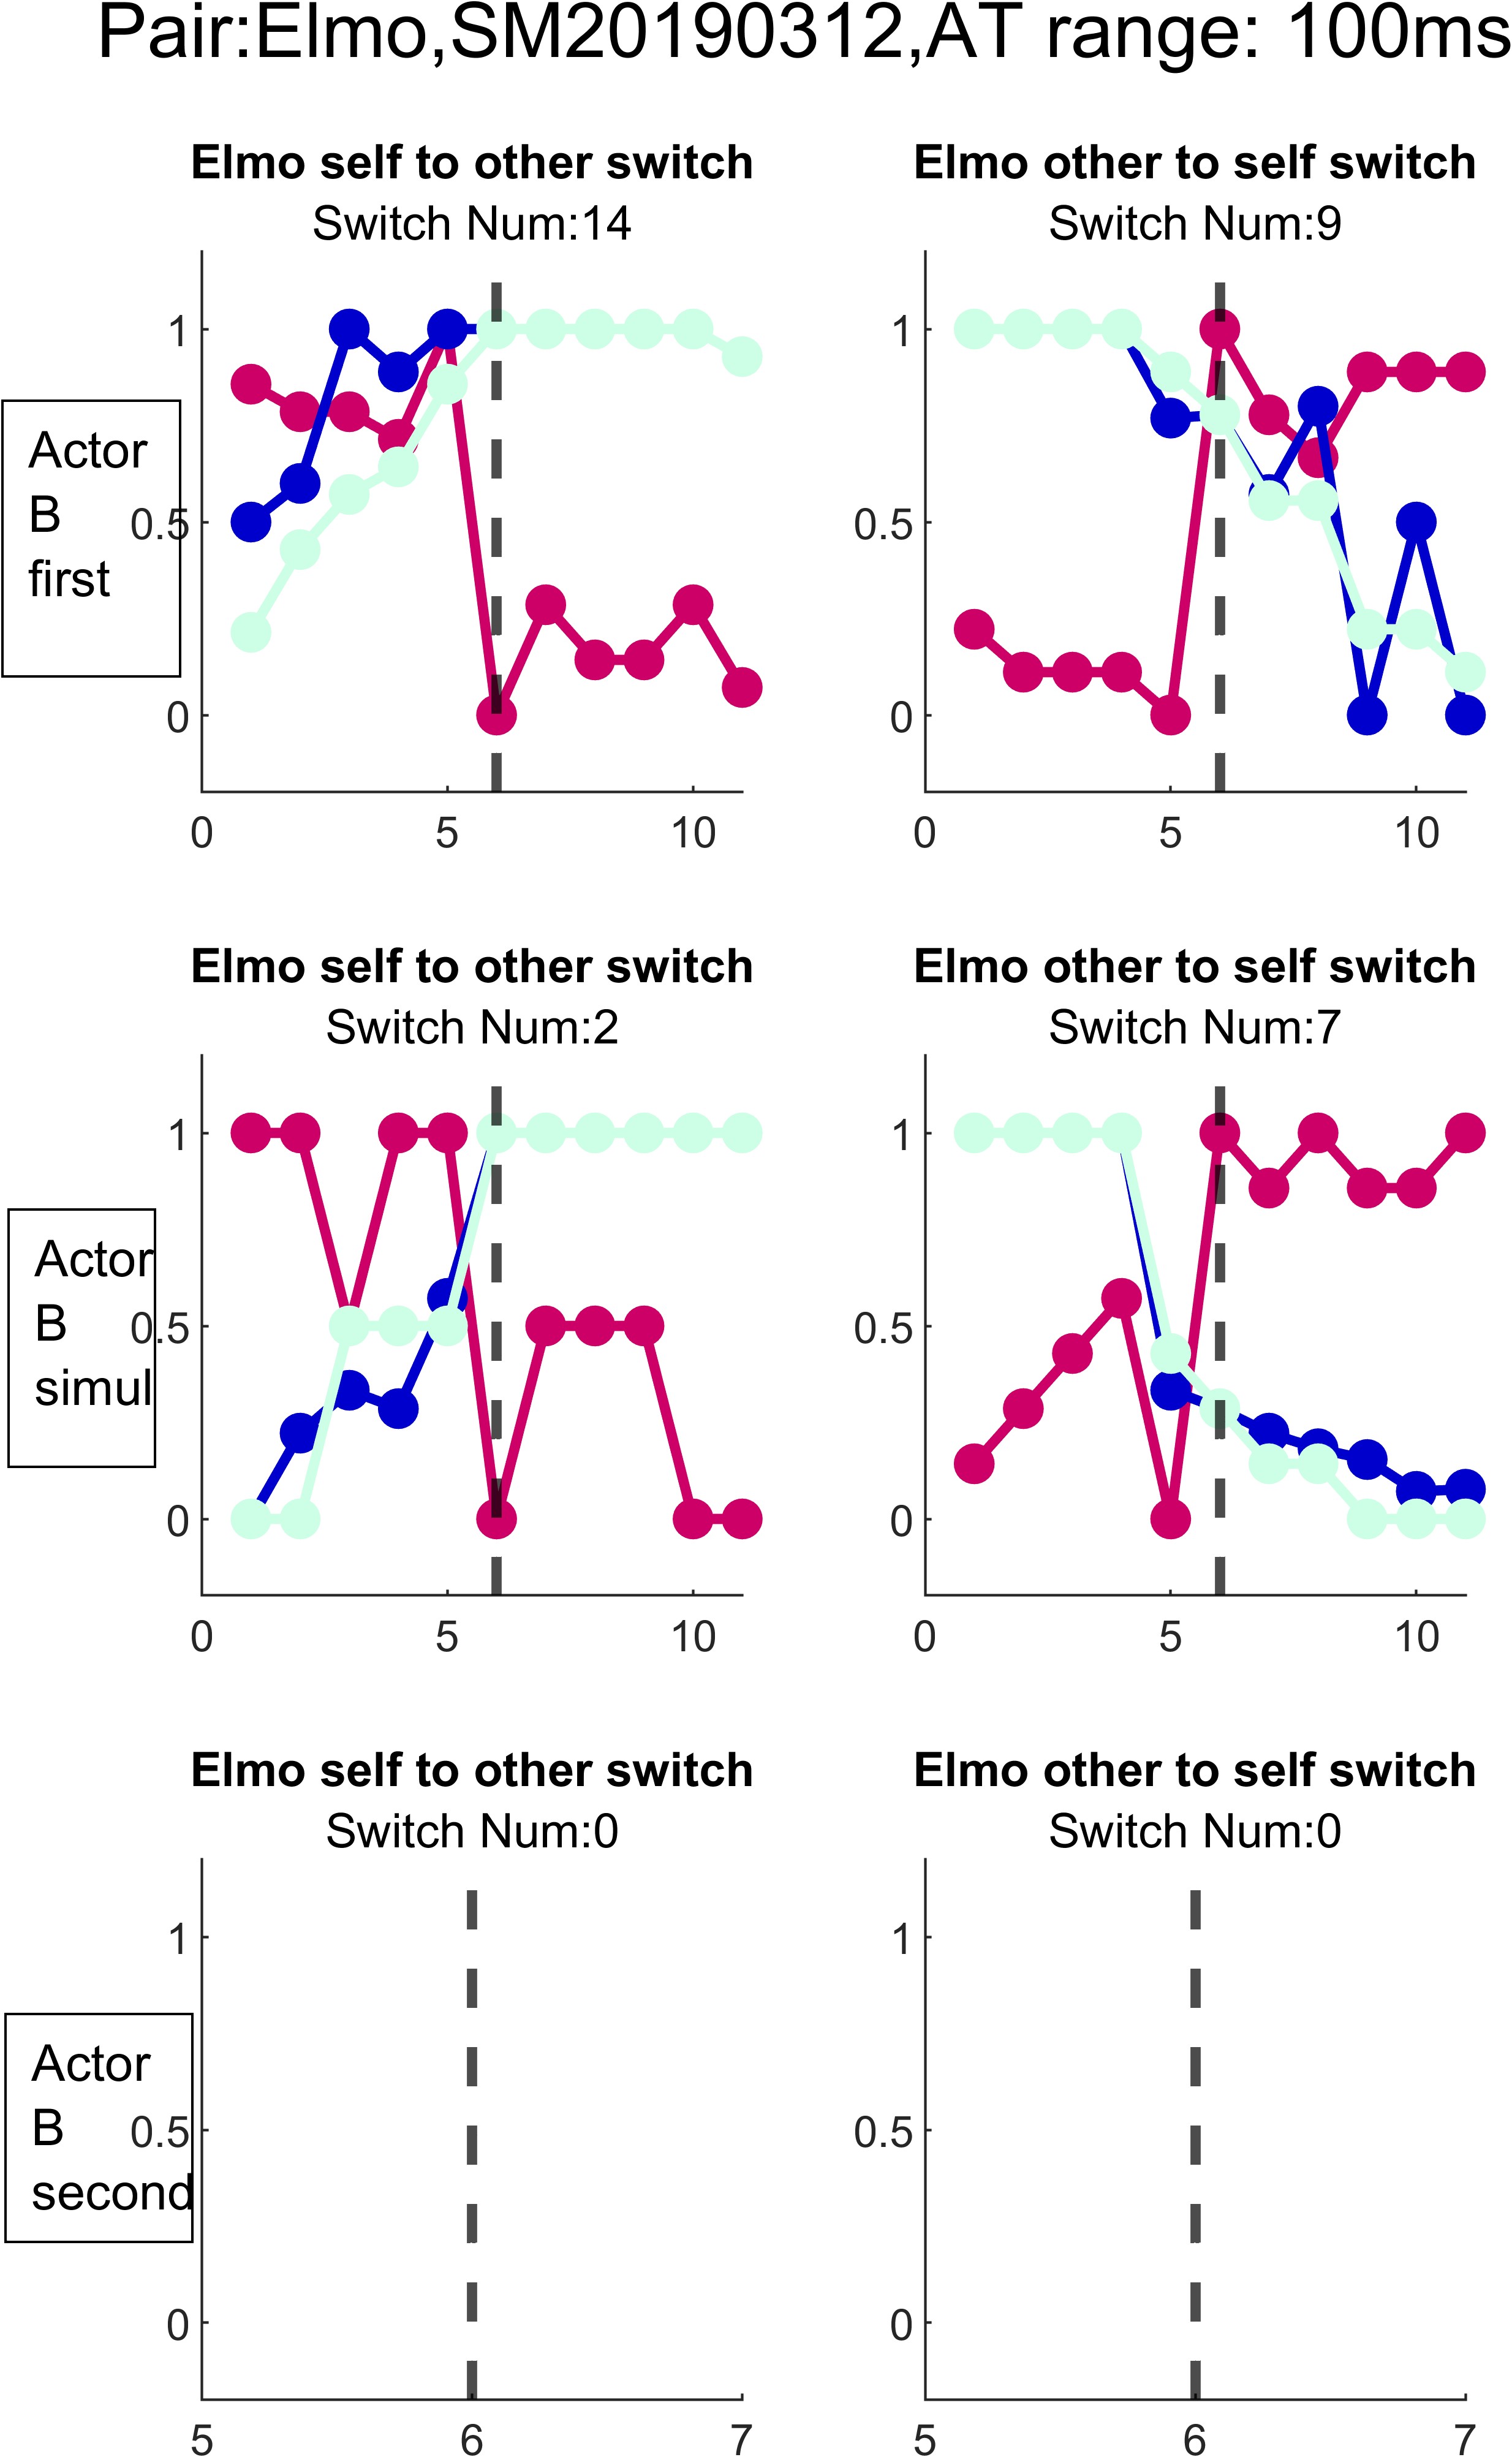 Pair:Elmo,SM20190312,AT range: 100ms
Elmo self to other switch
Switch Num:14
1
0.5
0
0
5
10
Elmo other to self switch
Switch Num:9
1
0.5
0
0
5
10
Actor
B
first
Elmo self to other switch
Switch Num:2
1
0.5
0
0
5
10
Elmo other to self switch
Switch Num:7
1
0.5
0
0
5
10
Actor
B
simul
Elmo self to other switch
Switch Num:0
1
0.5
0
5
6
7
Elmo other to self switch
Switch Num:0
1
0.5
0
5
6
7
Actor
B
second